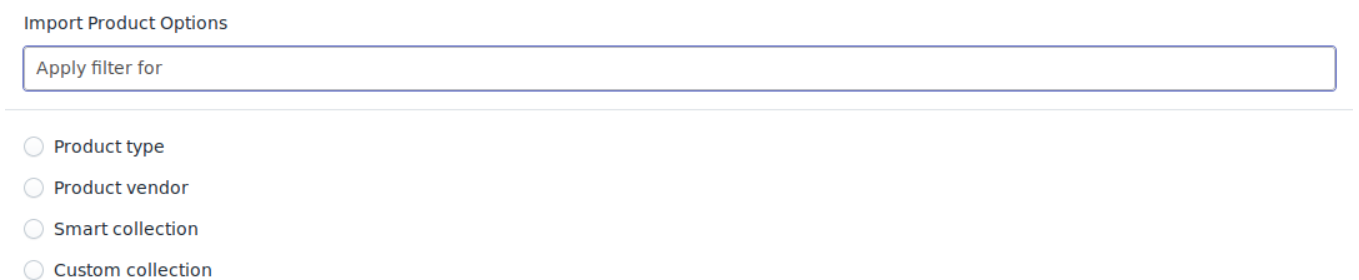 Import Product Options
Apply filter for
Product type
Product vendor
Smart collection
Custom collection